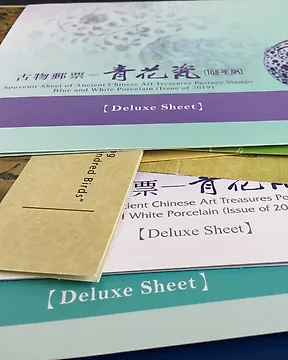 古物郵票—青花瓷(108年版)
Souvenir Sheet of Ancient Chinese Art Treasures Postage Stamps
Blue and White Porcelain (Issue of 2019)
【Deluxe Sheet】
ndred Birds"
票—青花
ient Chinese Art Treasures Po
d White Porcelain (Issue of 20
【Deluxe Sheet】
【Deluxe Sheet】